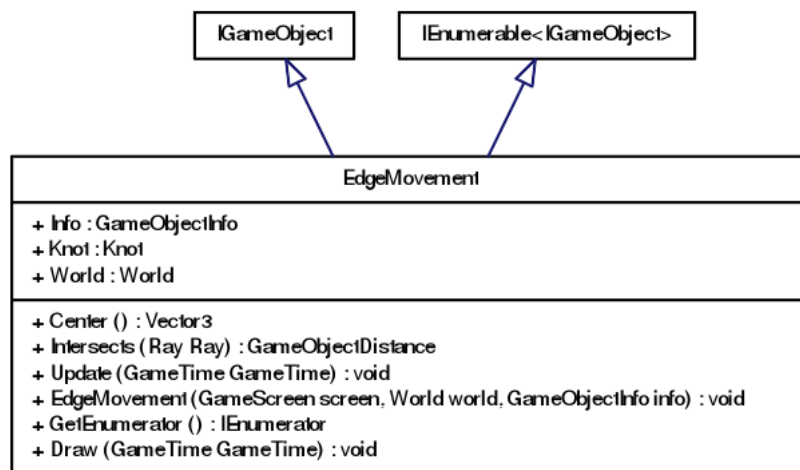 IGameObject
IEnumerable<IGameObject>
EdgeMovement
+ Info : GameObjectInfo
+ Knot : Knot
+ World : World
+ Center () : Vector3
+ Intersects (Ray Ray) : GameObjectDistance
+ Update (GameTime GameTime) : void
+ EdgeMovement (GameScreen screen, World world, GameObjectInfo info) : void
+ GetEnumerator () : IEnumerator
+ Draw (GameTime GameTime) : void